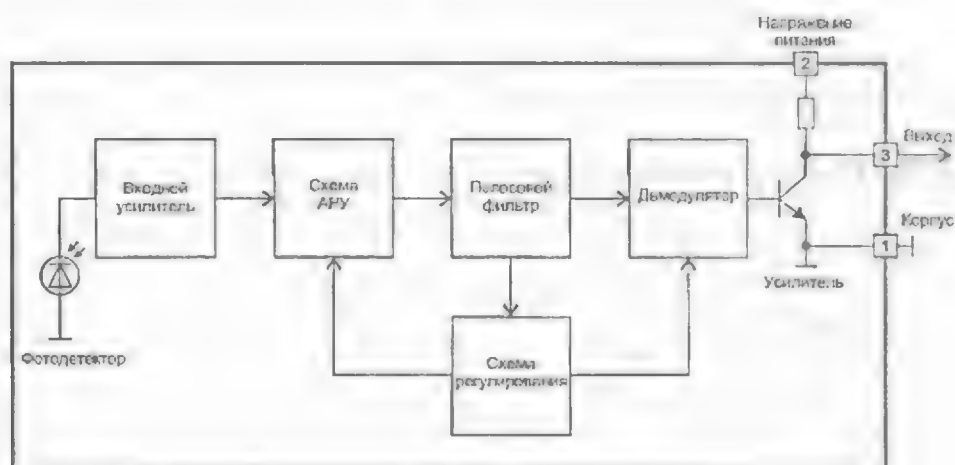 Напряжение
питания
2
Выход
3
Входной
усилитель
Схема
АРУ
Полосовой
фильтр
Демодулятор
Корпус
1
Усилитель
Фотодетектор
Схема
регулирования